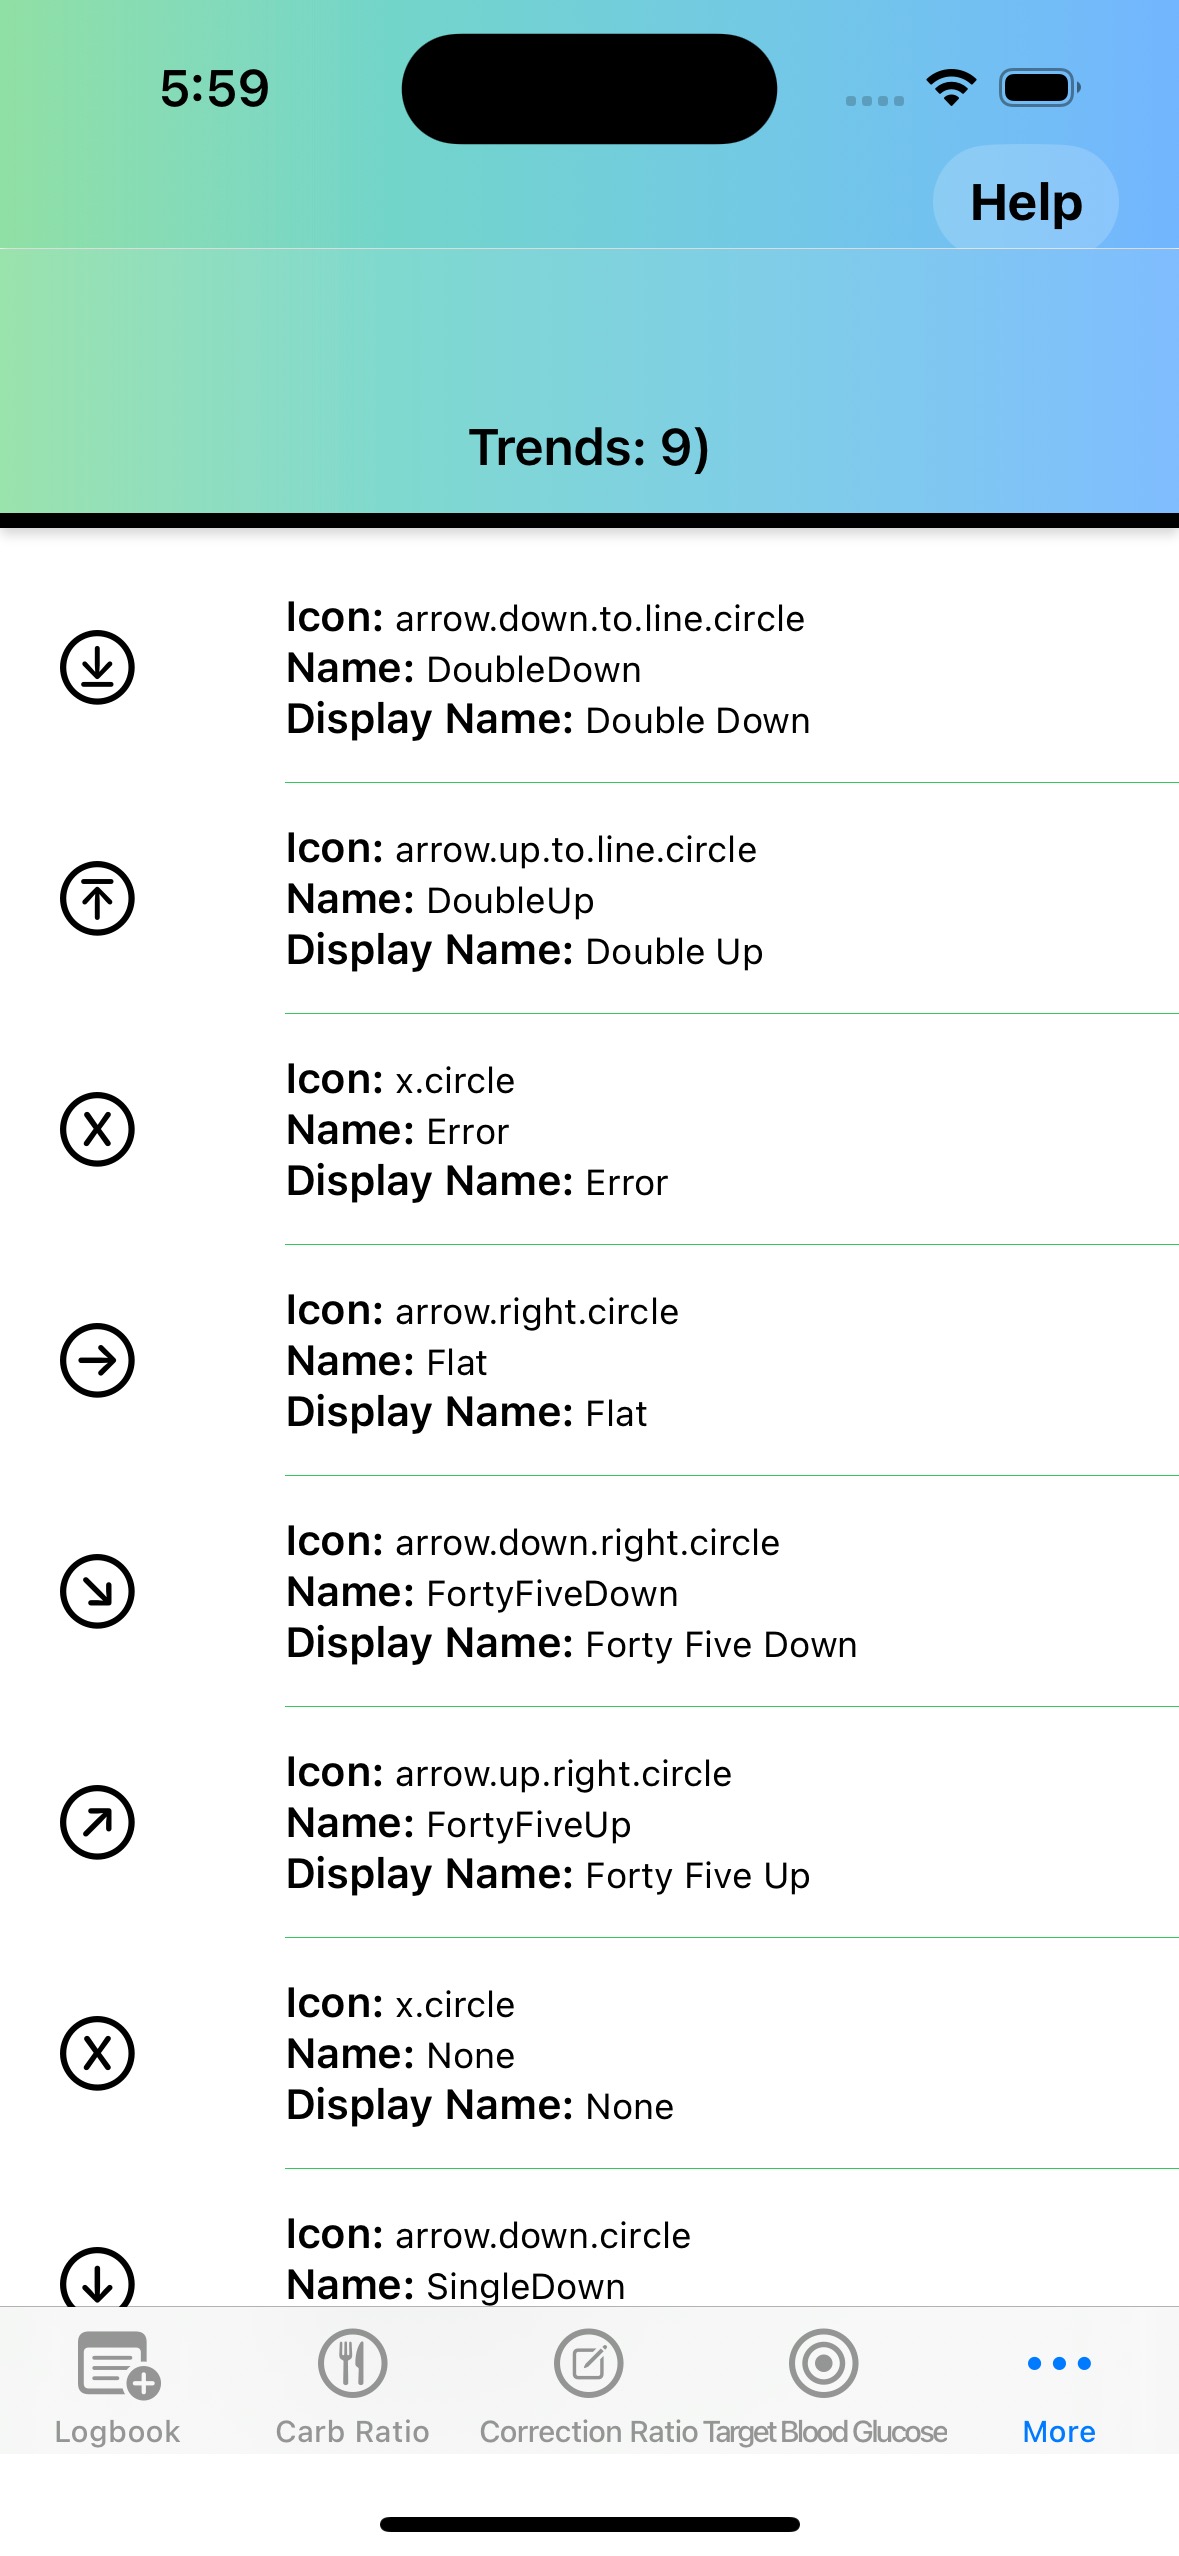 5:59
Help
Trends: 9)
Icon: arrow.down.to.line.circle
Name: DoubleDown
Display Name: Double Down
Icon: arrow.up.to.line.circle
Name: DoubleUp
Display Name: Double Up
Icon: x.circle
Name: Error
Display Name: Error
Icon: arrow.right.circle
Name: Flat
Display Name: Flat
Icon: arrow.down.right.circle
Name: FortyFiveDown
Display Name: Forty Five Down
Icon: arrow.up.right.circle
Name: FortyFiveUp
Display Name: Forty Five Up
Icon: x.circle
Name: None
Display Name: None
Icon: arrow.down.circle
Name: SingleDown
Logbook Carb Ratio Correction Ratio Target Blood Glucose More